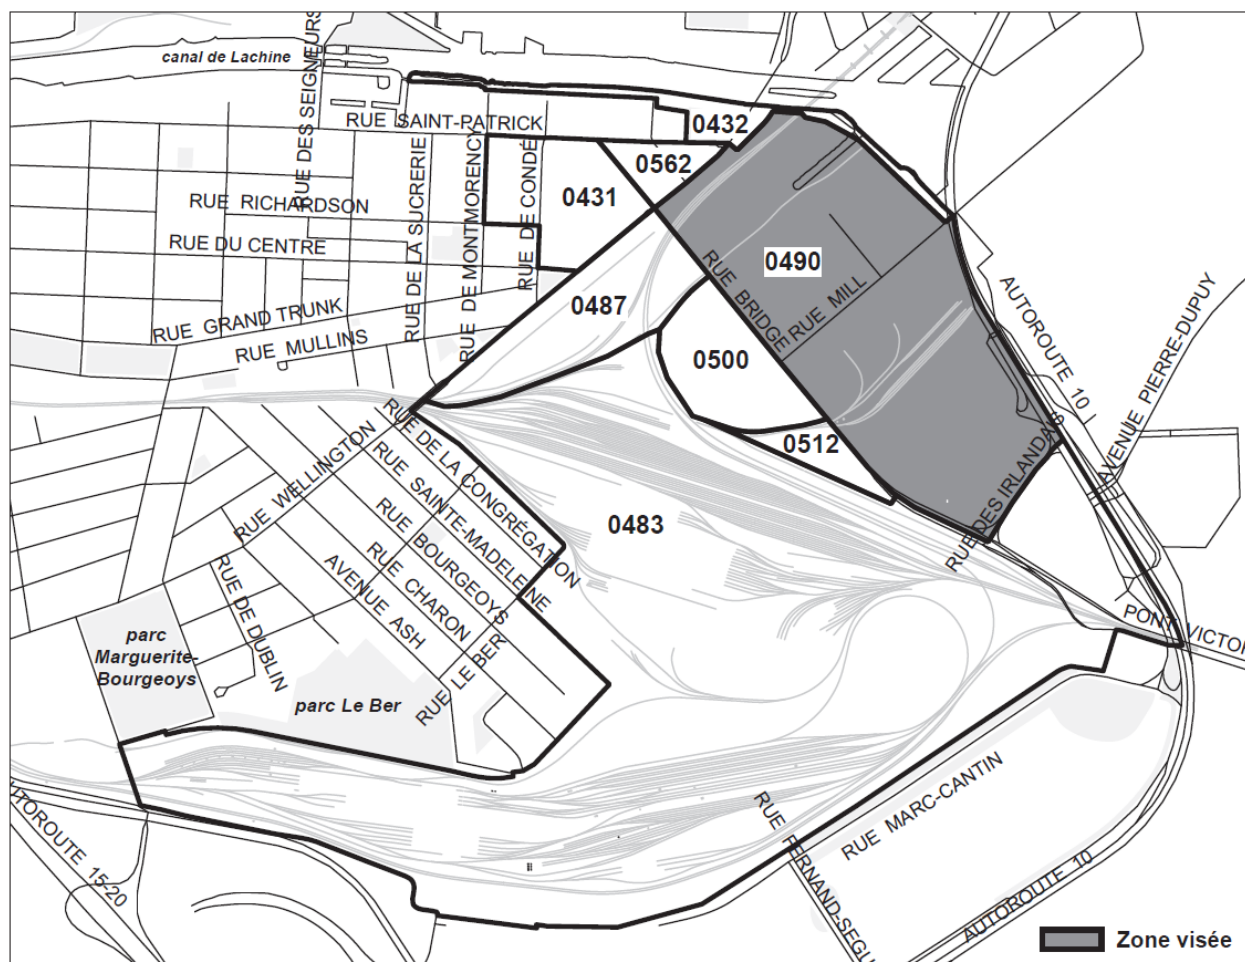 canal de Lachine
RUE DES SEIGNEURS
RUE SAINT-PATRICK
0432
0562
RUE RICHARDSON
0431
RUE DU CENTRE
RUE DE LA SUCRERIE
RUE DE MONTMORENCY
RUE DE CONDÉ
0490
RUE BRIDGE
RUE MILL
0487
RUE GRAND TRUNK
RUE MULLINS
0500
AUTOROUTE 10
AVENUE PIERRE-DUPUY
0512
RUE DE LA CONGRÉGATION
RUE WELLINGTON
RUE SAINTE-MADELEINE
0483
RUE DES IRLANDAIS
RUE BOURGEOYS
RUE CHARON
AVENUE ASH
RUE DE DUBLIN
RUE LE BER
PONT VICTOR
parc
Marguerite-
Bourgeoys
parc Le Ber
RUE MARC-CANTIN
RUE FERNAND-SEGU
UTOROUTE 15-20
AUTOROUTE 10
Zone visée